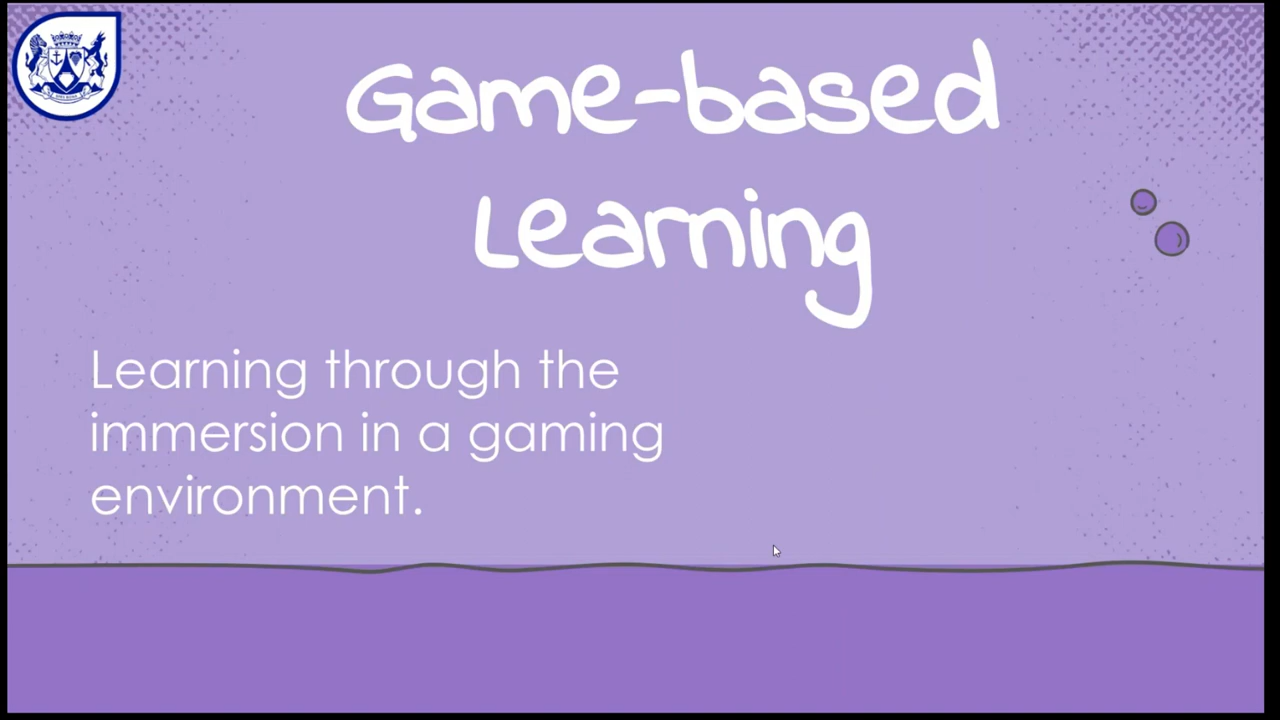 Game-based
Learning
Learning through the
immersion in a gaming
environment.